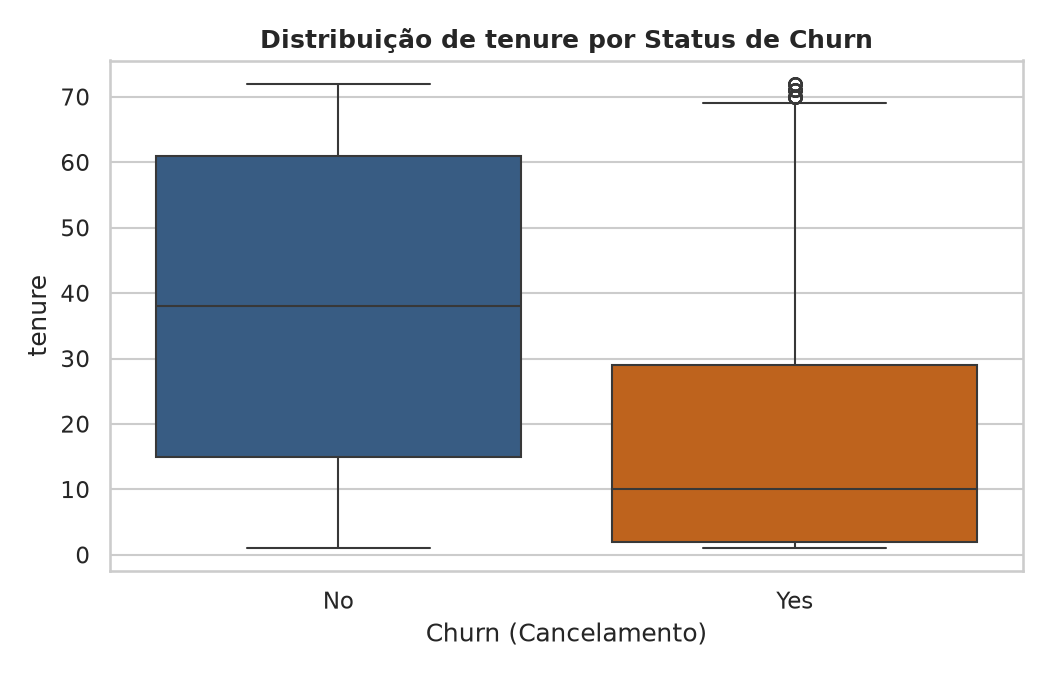 Distribuição de tenure por Status de Churn
70
60
50
40
30
20
10
0
tenure
No
Yes
Churn (Cancelamento)